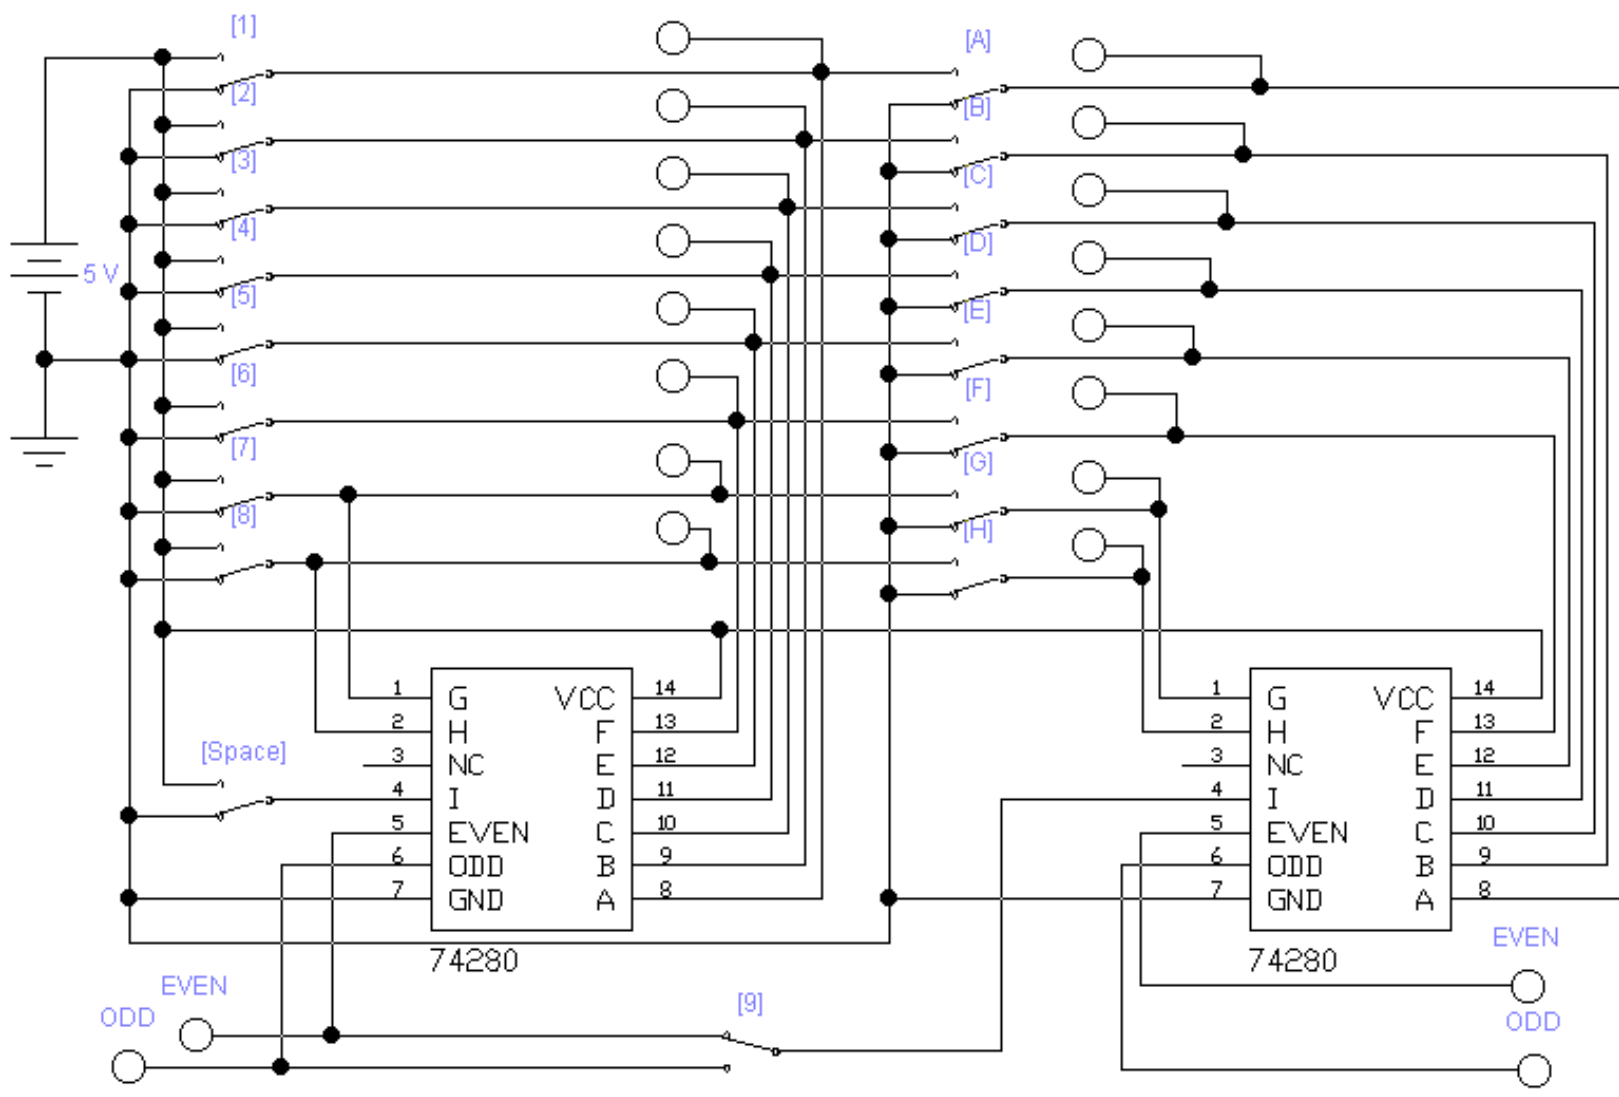 [1]
[A]
[2]
[B]
[3]
[C]
[4]
[D]
5 V
[5]
[E]
[6]
[F]
[7]
[G]
[8]
[H]
[Space]
1 G VCC 14
2 H F 13
3 NC E 12
4 I D 11
5 EVEN C 10
6 ODD B 9
7 GND A 8
74280
1 G VCC 14
2 H F 13
3 NC E 12
4 I D 11
5 EVEN C 10
6 ODD B 9
7 GND A 8
74280
EVEN
EVEN
[9]
ODD
ODD